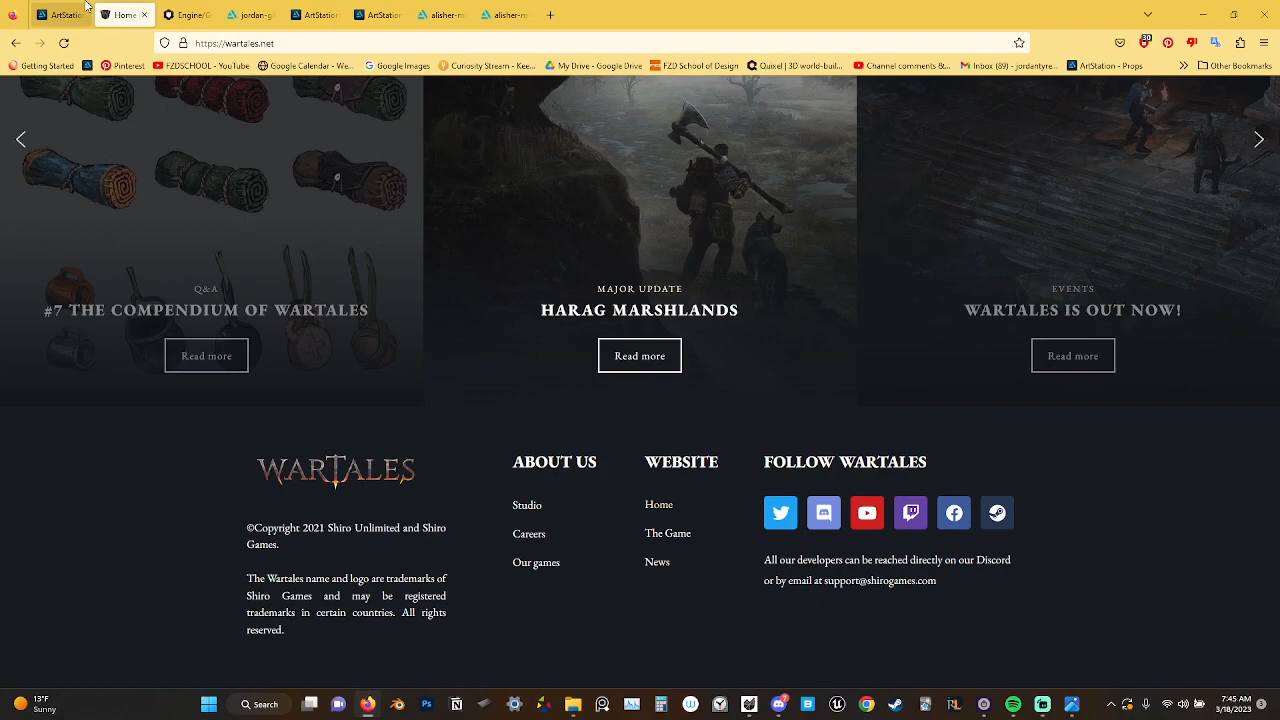 ArtStation
Home
Engine/G
jordan-gi
ArtStation
ArtStation
alisher-m
alisher-m
https://wartales.net
30
Getting Started
Pinterest
FZDSCHOOL - YouTube
Google Calendar - We...
Google Images
Curiosity Stream - Kee...
My Drive - Google Drive
FZD School of Design
Quixel | 3D world-buil...
Channel comments &...
Inbox (89) - jordantyre...
ArtStation - Props
Other Bookmarks
Q&A
#7 THE COMPENDIUM OF WARTALES
Read more
MAJOR UPDATE
HARAG MARSHLANDS
Read more
EVENTS
WARTALES IS OUT NOW!
Read more
WARTALES
©Copyright 2021 Shiro Unlimited and Shiro
Games.
The Wartales name and logo are trademarks of
Shiro Games and may be registered
trademarks in certain countries. All rights
reserved.
ABOUT US
Studio
Careers
Our games
WEBSITE
Home
The Game
News
FOLLOW WARTALES
All our developers can be reached directly on our Discord
or by email at support@shirogames.com
13°F
Sunny
Search
7:45 AM
3/18/2023